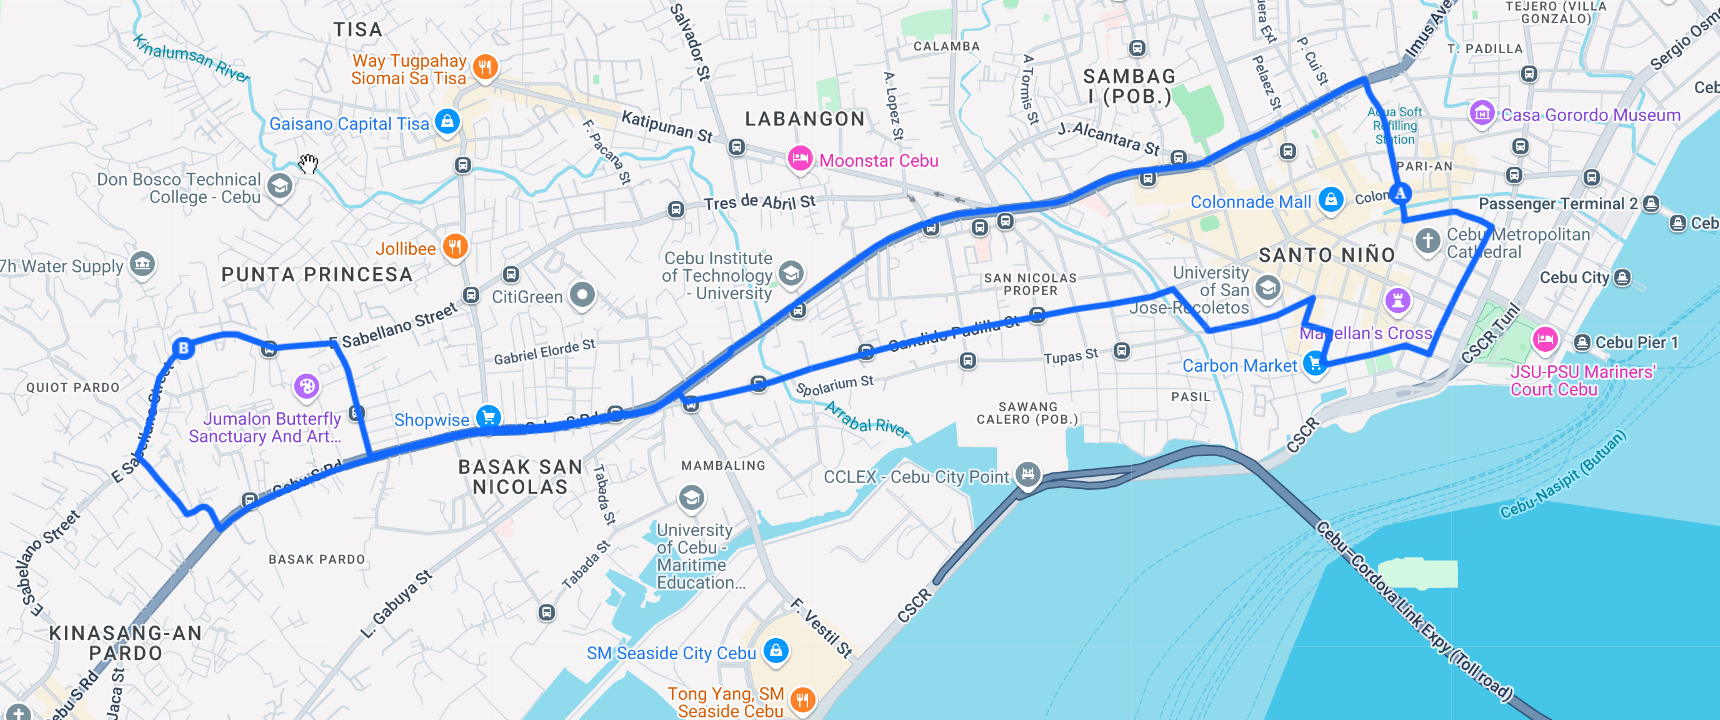 TISA
Kinalumsan River
Way Tugpahay
Siomai Sa Tisa
Gaisano Capital Tisa
Salvador St
Katipunan St
F. Pacana St
LABANGON
Moonstar Cebu
A. Lopez St
CALAMBA
A Tormis St
SAMBAG
I (POB.)
J. Alcantara St
Pelaez St
P. Cui St
Imus Ave
TEJERO (VILLA
GONZALO)
T. PADILLA
Sergio Osm
Ceb
Casa Gorordo Museum
Aqua Soft
Refilling
Station
PARI-AN
A
Colon
Colonnade Mall
Passenger Terminal 2
Ceb
Cebu Metropolitan
Cathedral
Cebu City
SANTO NIÑO
University
of San
Jose-Recoletos
Magellan's Cross
Carbon Market
CSCR Tunl
Cebu Pier 1
JSU-PSU Mariners'
Court Cebu
Don Bosco Technical
College - Cebu
Tres de Abril St
Jollibee
7h Water Supply
PUNTA PRINCESA
CitiGreen
Cebu Institute
of Technology
- University
SAN NICOLAS
PROPER
Candido Padilla St
Tupas St
Spolarium St
Arrabal River
SAWANG
CALERO (POB.)
PASIL
E Sabellano Street
Gabriel Elorde St
B
QUIOT PARDO
E Sabellano Street
Jumalon Butterfly
Sanctuary And Art...
Shopwise
Cebu S Rd
Cebu S Rd
BASAK SAN
NICOLAS
MAMBALING
Tabada St
CCLEX - Cebu City Point
CSCR
Cebu-Nasipit (Butuan)
University
of Cebu -
Maritime
Education...
Tabada St
BASAK PARDO
E Sabellano Street
L. Gabuya St
KINASANG-AN
PARDO
Cebu S Rd
Jaca St
F. Vestil St
CSCR
Cebu-Cordova Link Expy (Toll road)
SM Seaside City Cebu
Tong Yang, SM
Seaside Cebu